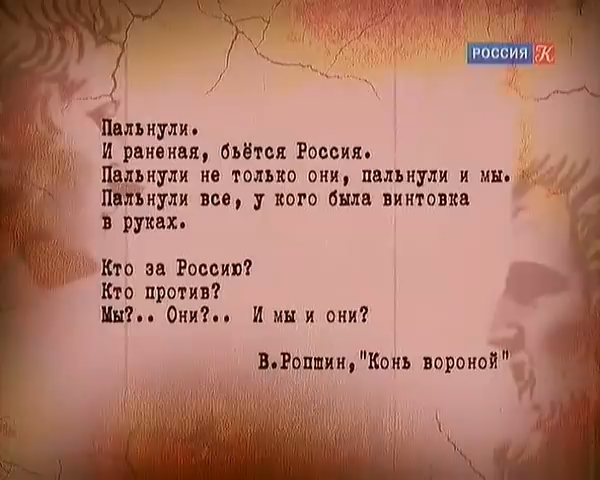 РОССИЯ К
Пальнули.
И раненая, бьётся Россия.
Пальнули не только они, пальнули и мы.
Пальнули все, у кого была винтовка
в руках.
Кто за Россию?
Кто против?
Мы?.. Они?.. И мы и они?
В.Ропшин,"Конь вороной"